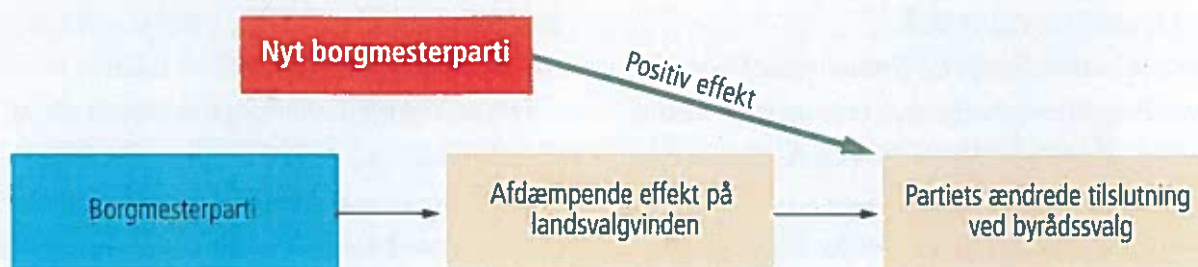 Nyt borgmesterparti
Positiv effekt
Borgmesterparti
Afdæmpende effekt på
landsvalgvinden
Partiets ændrede tilslutning
ved byrådssvalg